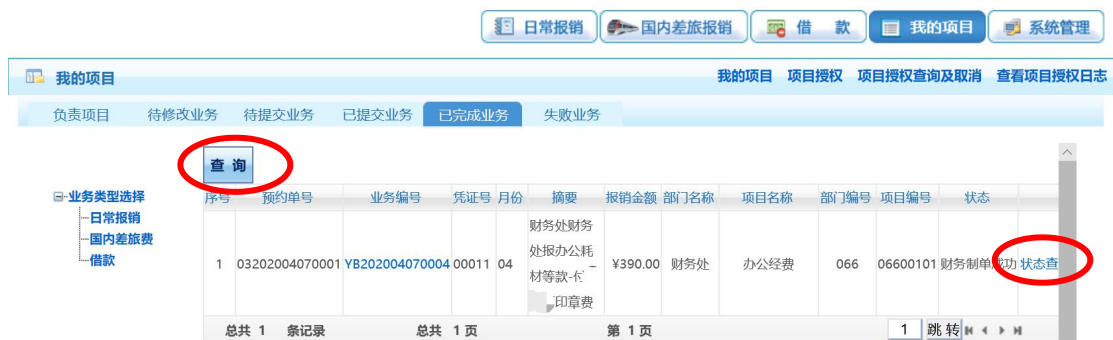 日常报销 国内差旅报销 借 款 我的项目 系统管理
我的项目 我的项目 项目授权 项目授权查询及取消 查看项目授权日志
负责项目 待修改业务 待提交业务 已提交业务 已完成业务 失败业务
查 询
业务类型选择
日常报销
国内差旅费
借款
序号 预约单号 业务编号 凭证号 月份 摘要 报销金额 部门名称 项目名称 部门编号 项目编号 状态
1 03202004070001 YB202004070004 00011 04 财务处财务 ¥390.00 财务处 办公经费 066 06600101 财务制单成功 状态查
处报办公耗
材等款-
印章费
总共 1 条记录 总共 1 页 第 1 页 1 跳 转